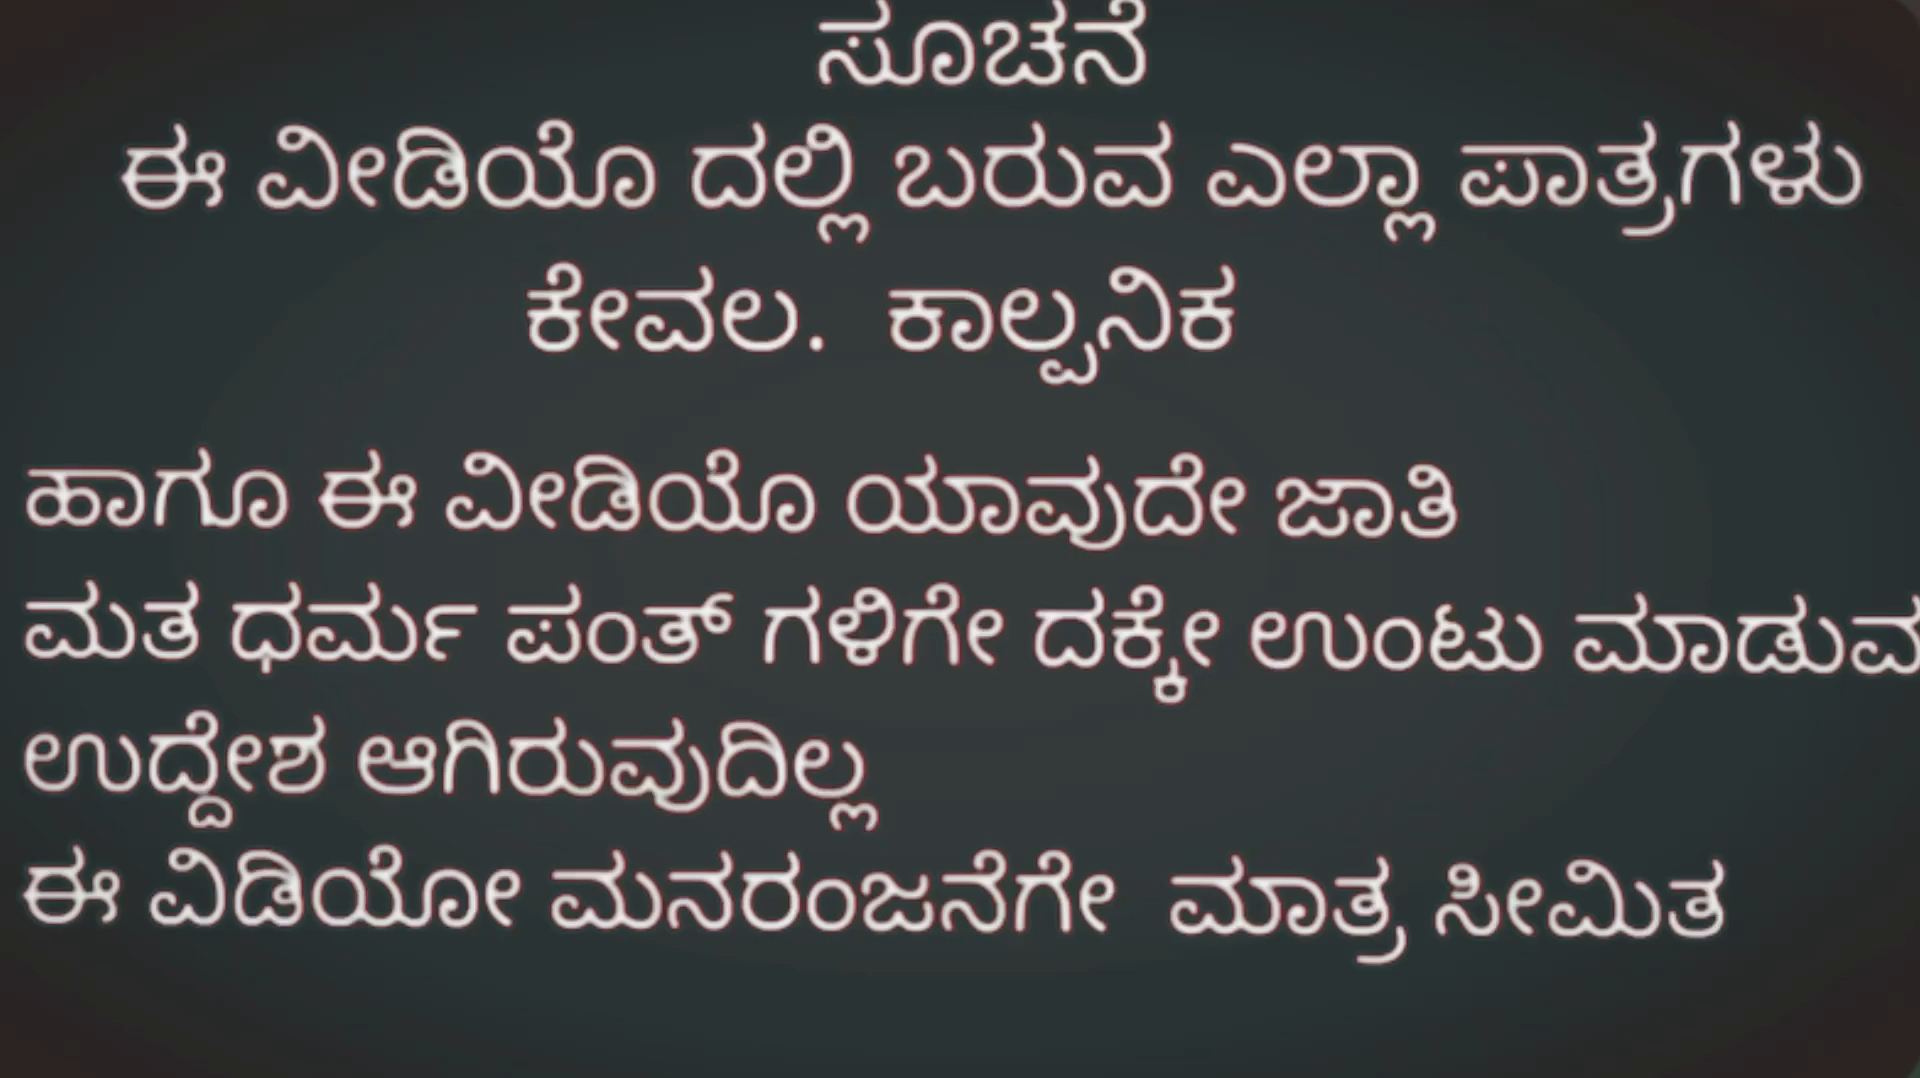 ಸೂಚನೆ
ಈ ವೀಡಿಯೊ ದಲ್ಲಿ ಬರುವ ಎಲ್ಲಾ ಪಾತ್ರಗಳು
ಕೇವಲ. ಕಾಲ್ಪನಿಕ
ಹಾಗೂ ಈ ವೀಡಿಯೊ ಯಾವುದೇ ಜಾತಿ
ಮತ ಧರ್ಮ ಪಂತ್ ಗಳಿಗೇ ದಕ್ಕೇ ಉಂಟು ಮಾಡುವ
ಉದ್ದೇಶ ಆಗಿರುವುದಿಲ್ಲ
ಈ ವಿಡಿಯೋ ಮನರಂಜನೆಗೇ ಮಾತ್ರ ಸೀಮಿತ